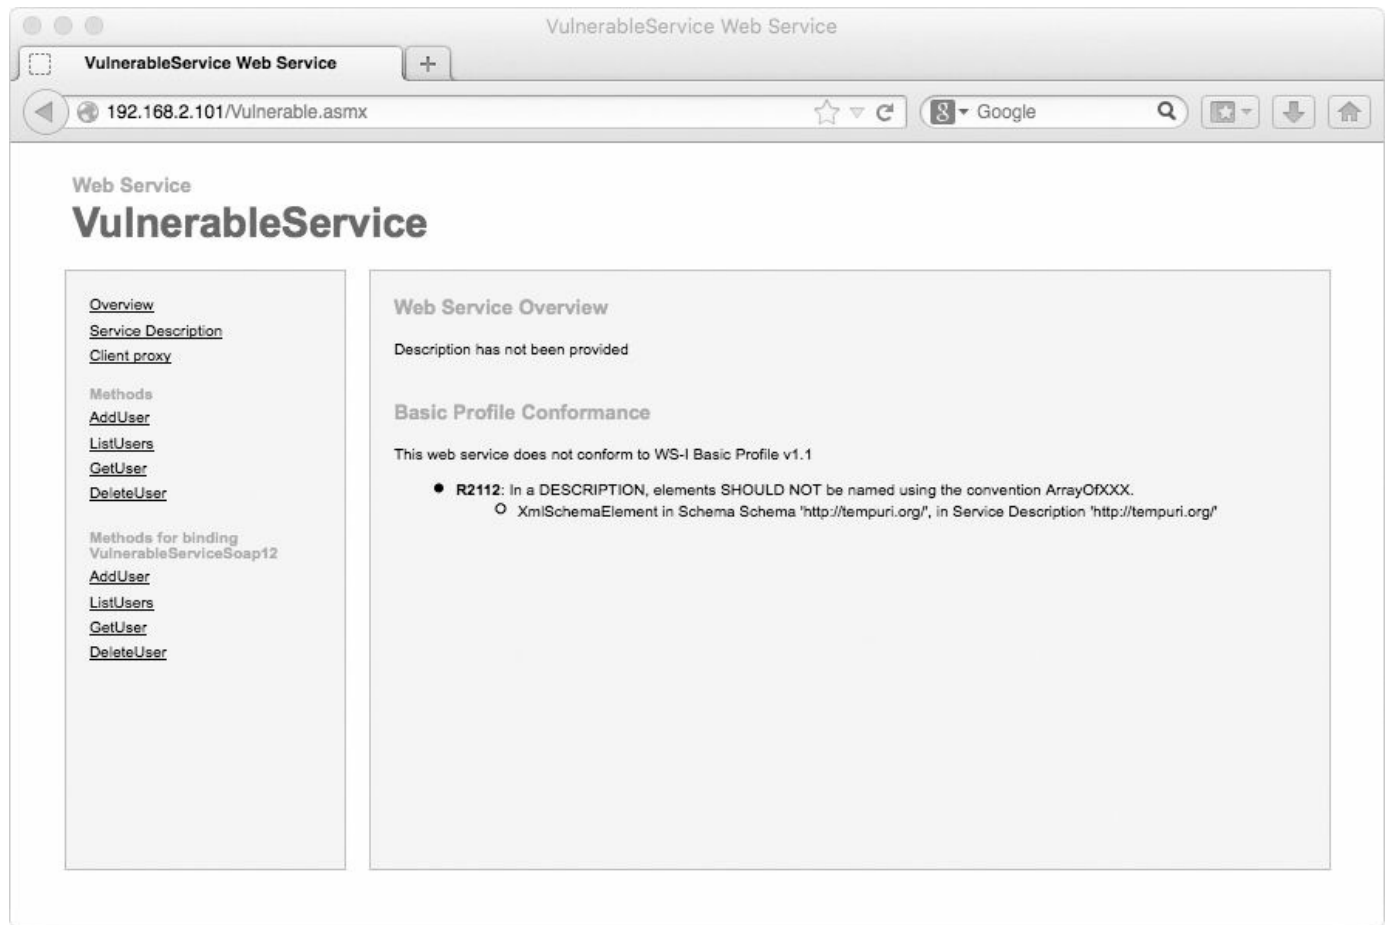 VulnerableService Web Service
VulnerableService Web Service
192.168.2.101/Vulnerable.asmx
8 Google
Web Service
VulnerableService
Overview
Service Description
Client proxy
Methods
AddUser
ListUsers
GetUser
DeleteUser
Methods for binding
VulnerableServiceSoap12
AddUser
ListUsers
GetUser
DeleteUser
Web Service Overview
Description has not been provided
Basic Profile Conformance
This web service does not conform to WS-I Basic Profile v1.1
R2112: In a DESCRIPTION, elements SHOULD NOT be named using the convention ArrayOfXXX.
XmlSchemaElement in Schema Schema 'http://tempuri.org/', in Service Description 'http://tempuri.org/'